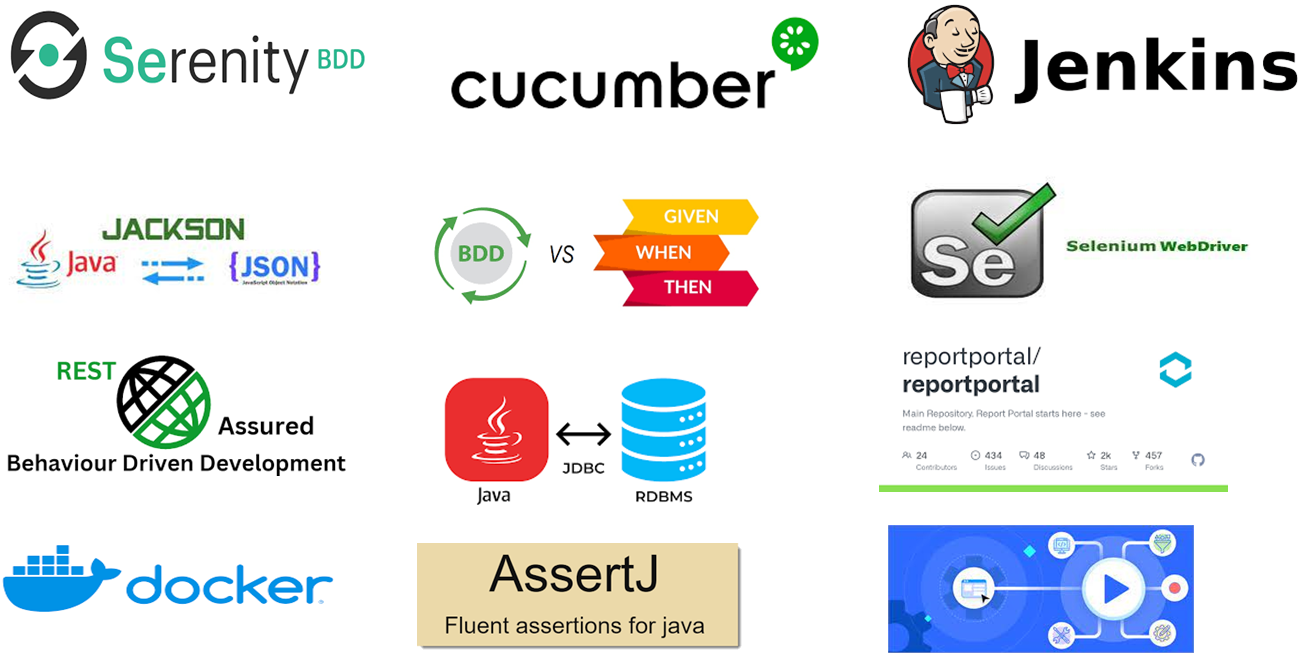 Serenity BDD
cucumber
Jenkins
JACKSON
Java
{JSON}
JavaScript Object Notation
BDD
VS
GIVEN
WHEN
THEN
Se
Selenium WebDriver
REST
Assured
Behaviour Driven Development
JDBC
Java
RDBMS
reportportal/
reportportal
Main Repository. Report Portal starts here - see
readme below.
24
Contributors
434
Issues
48
Discussions
2k
Stars
457
Forks
docker
AssertJ
Fluent assertions for java